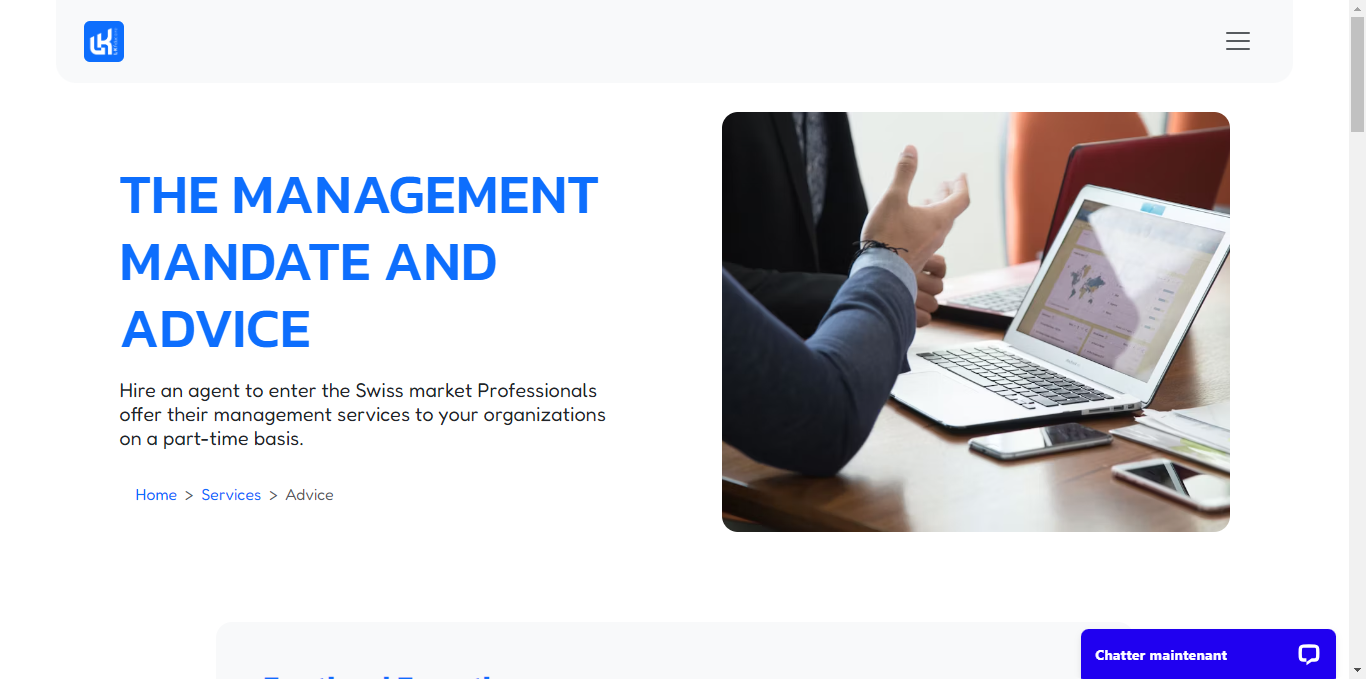 THE MANAGEMENT
MANDATE AND
ADVICE
Hire an agent to enter the Swiss market Professionals
offer their management services to your organizations
on a part-time basis.
Home > Services > Advice
Chatter maintenant